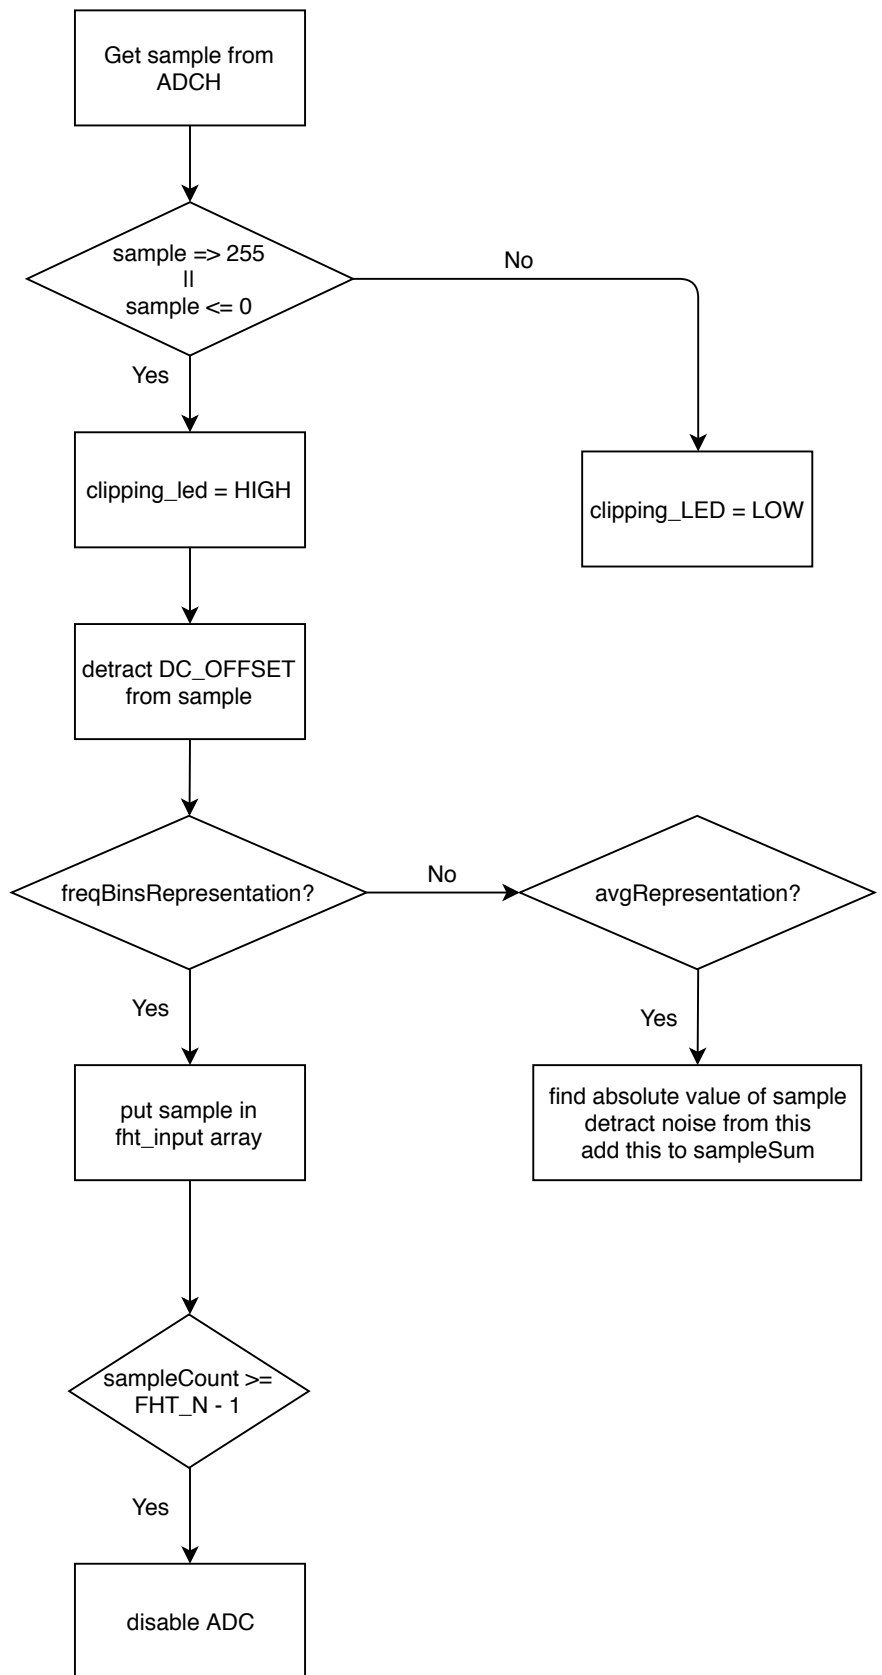 Get sample from
ADCH
sample => 255
||
sample <= 0
No
Yes
clipping_led = HIGH
clipping_LED = LOW
detract DC_OFFSET
from sample
freqBinsRepresentation?
No
avgRepresentation?
Yes
Yes
put sample in
fht_input array
find absolute value of sample
detract noise from this
add this to sampleSum
sampleCount >=
FHT_N - 1
Yes
disable ADC